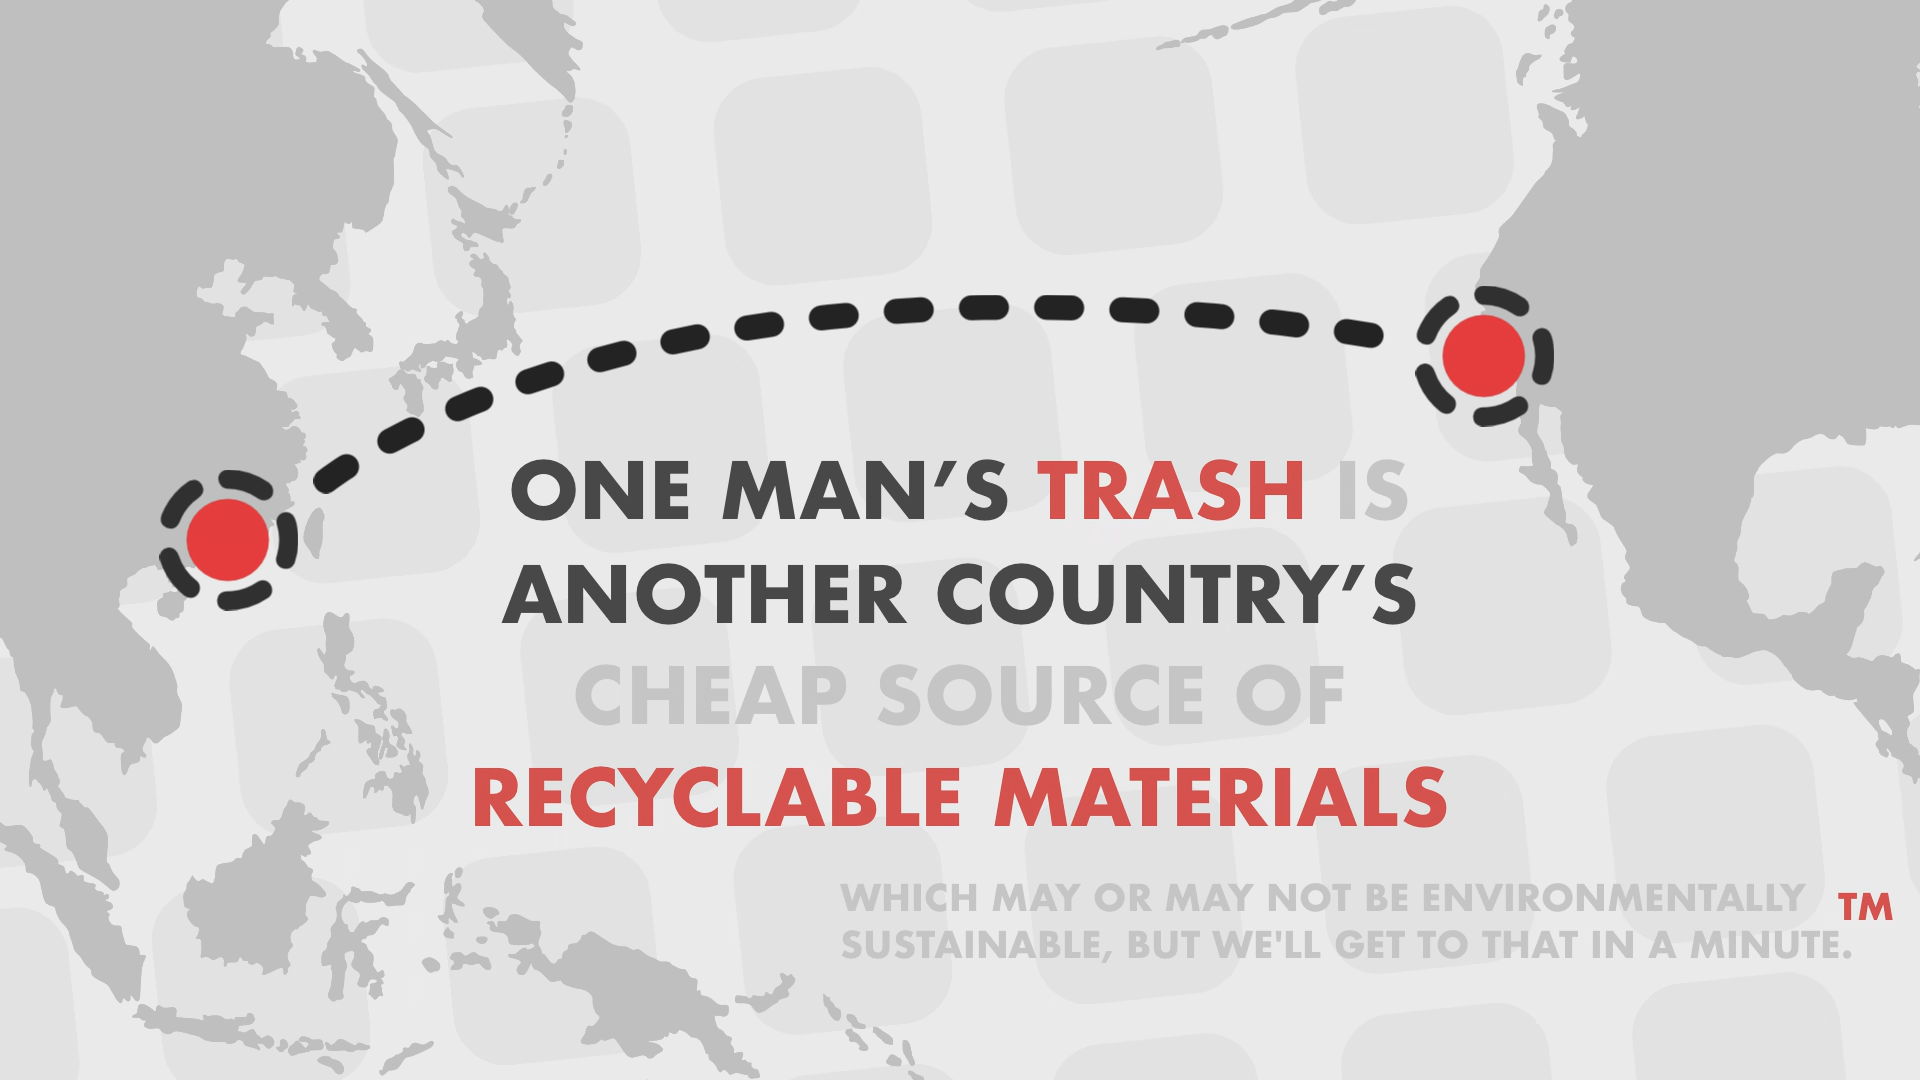 ONE MAN’S TRASH IS
ANOTHER COUNTRY’S
CHEAP SOURCE OF
RECYCLABLE MATERIALS
WHICH MAY OR MAY NOT BE ENVIRONMENTALLY
SUSTAINABLE, BUT WE'LL GET TO THAT IN A MINUTE.
TM